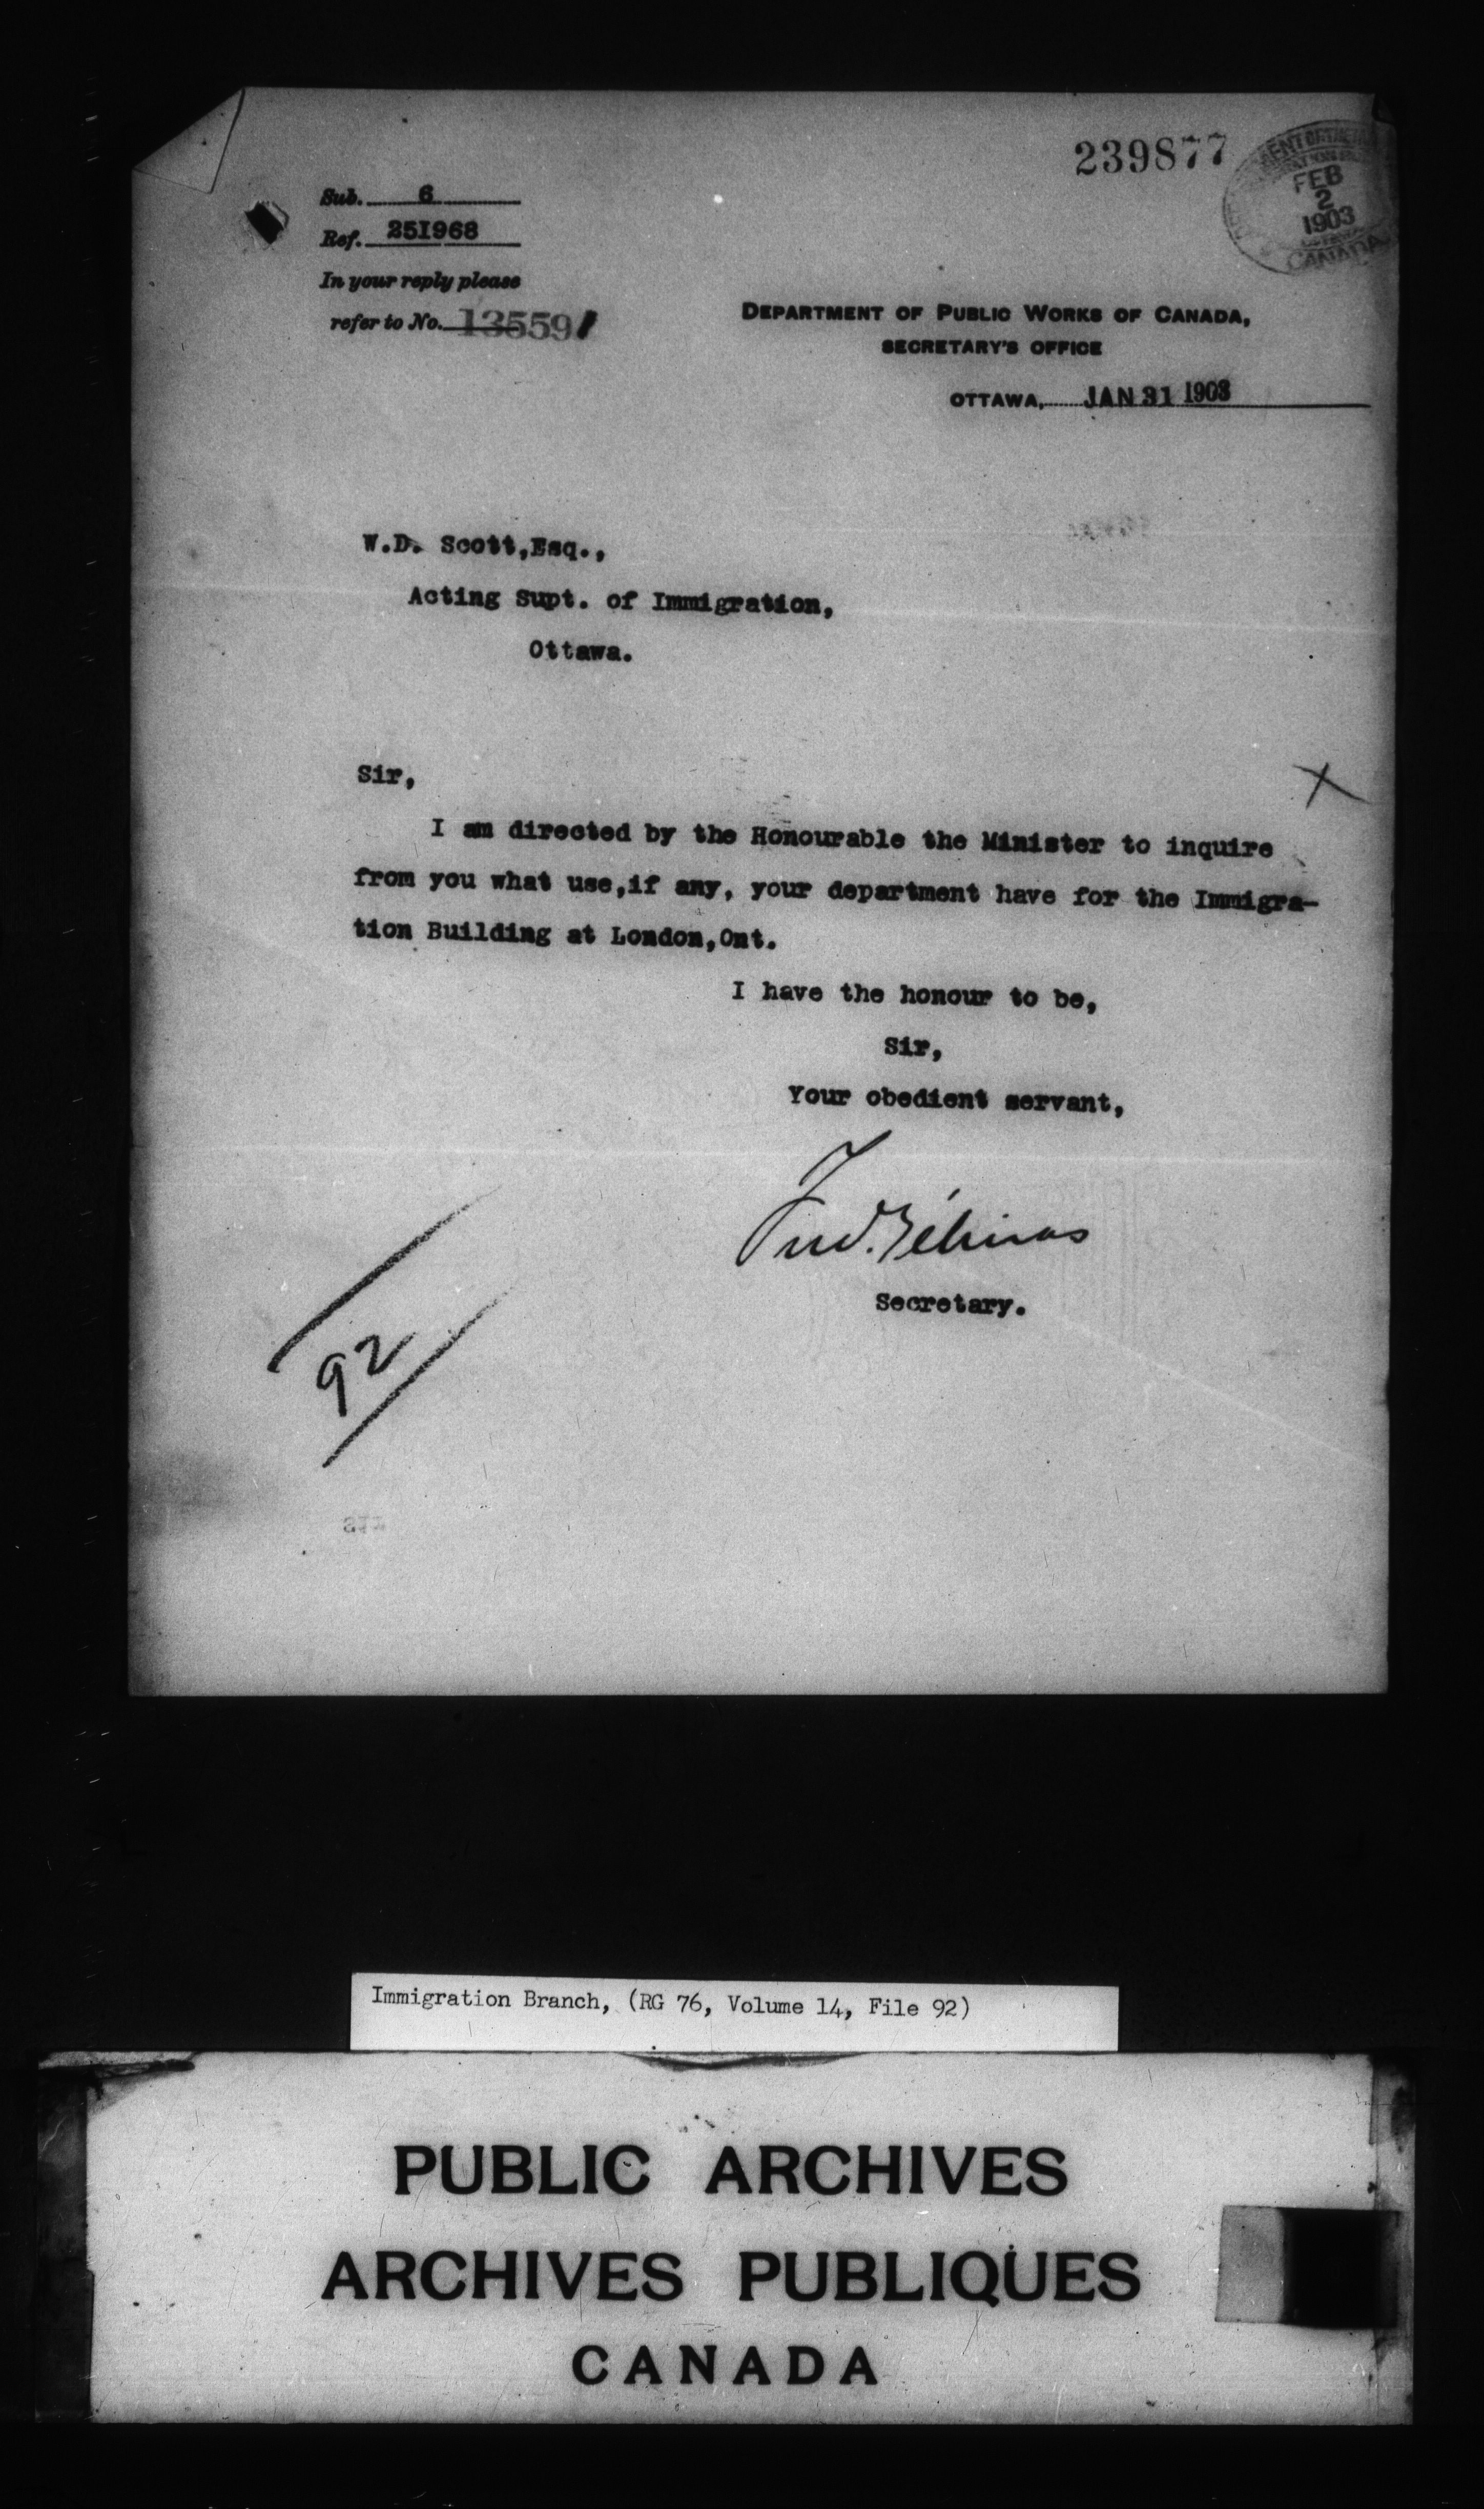 239877
FEB
2
1903
CANADA
Sub. 6
Ref. 251968
In your reply please
refer to No. 13559
DEPARTMENT OF PUBLIC WORKS OF CANADA,
SECRETARY'S OFFICE
OTTAWA, JAN 31 1903
W.D. Scott,Esq.,
Acting Supt. of Immigration,
Ottawa.
Sir,
I am directed by the Honourable the Minister to inquire
from you what use,if any, your department have for the Immigra-
tion Building at London,Ont.
I have the honour to be,
Sir,
Your obedient servant,
Fred. Gélinas
Secretary.
92
Immigration Branch, (RG 76, Volume 14, File 92)
PUBLIC ARCHIVES
ARCHIVES PUBLIQUES
CANADA